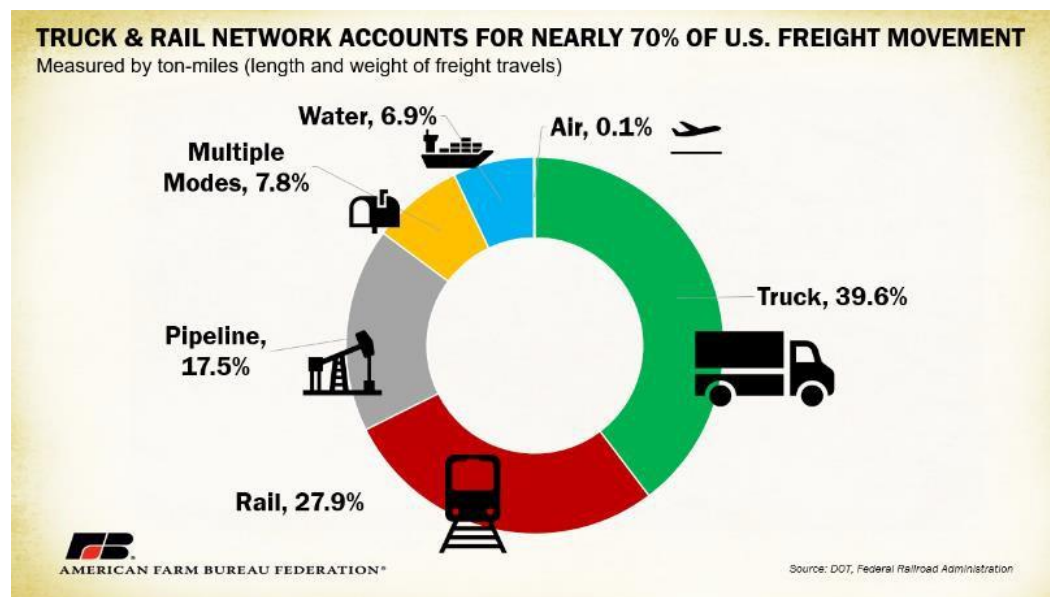 TRUCK & RAIL NETWORK ACCOUNTS FOR NEARLY 70% OF U.S. FREIGHT MOVEMENT
Measured by ton-miles (length and weight of freight travels)
Water, 6.9%
Air, 0.1%
Multiple
Modes, 7.8%
Truck, 39.6%
Pipeline,
17.5%
Rail, 27.9%
FB
AMERICAN FARM BUREAU FEDERATION®
Source: DOT, Federal Railroad Administration